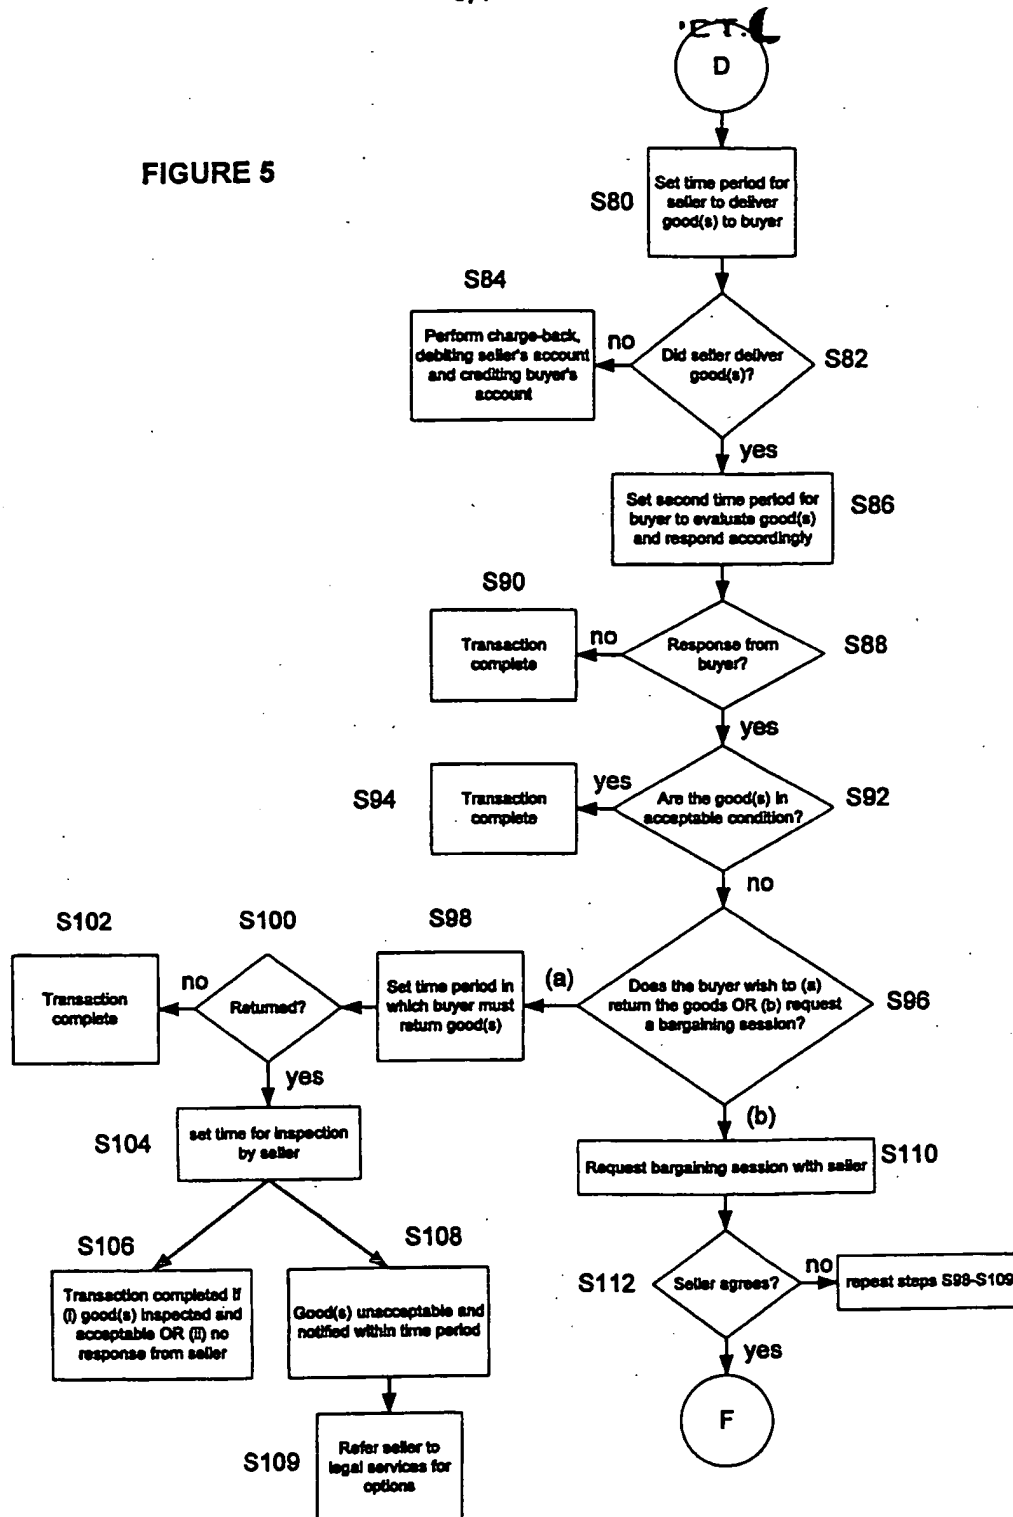 D
FIGURE 5
S80
Set time period for
seller to deliver
good(s) to buyer
S84
Perform charge-back,
debiting seller's account
and crediting buyer's
account
no
Did seller deliver
good(s)?
S82
yes
Set second time period for
buyer to evaluate good(s)
and respond accordingly
S86
S90
Transaction
complete
no
Response from
buyer?
S88
yes
S94
Transaction
complete
yes
Are the good(s) in
acceptable condition?
S92
no
S102
S100
S98
Transaction
complete
no
Returned?
Set time period in
which buyer must
return good(s)
(a)
Does the buyer wish to (a)
return the goods OR (b) request
a bargaining session?
S96
yes
(b)
S104
set time for inspection
by seller
Request bargaining session with seller
S110
S106
S108
Transaction completed if
(i) good(s) inspected and
acceptable OR (ii) no
response from seller
Good(s) unacceptable and
notified within time period
S112
Seller agrees?
no
repeat steps S98-S109
yes
F
S109
Refer seller to
legal services for
options